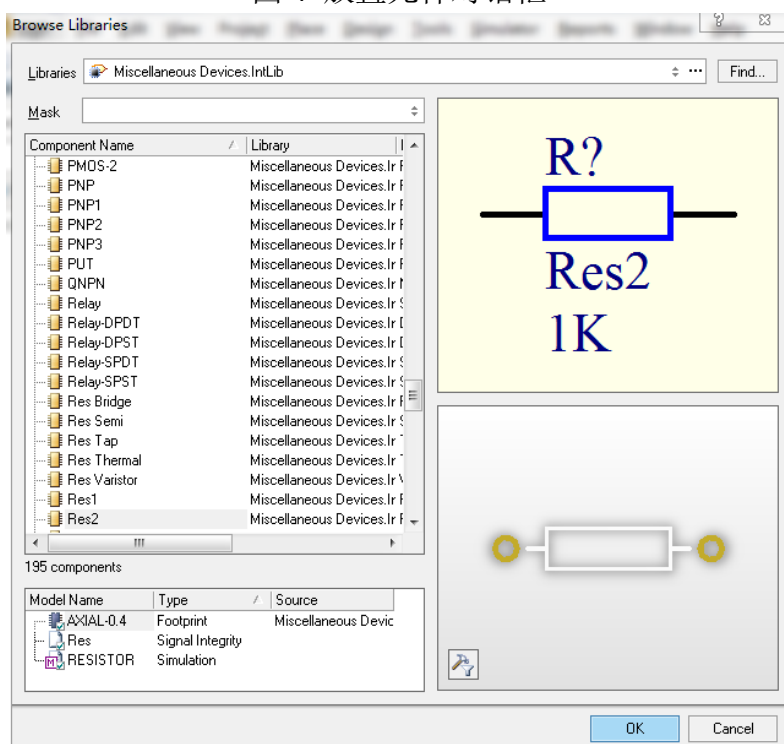 Browse Libraries
Libraries Miscellaneous Devices.IntLib ... Find...
Mask
Component Name Library
PMOS-2 Miscellaneous Devices.Ir
PNP Miscellaneous Devices.Ir
PNP1 Miscellaneous Devices.Ir
PNP2 Miscellaneous Devices.Ir
PNP3 Miscellaneous Devices.Ir
PUT Miscellaneous Devices.Ir
QNPN Miscellaneous Devices.Ir
Relay Miscellaneous Devices.Ir
Relay-DPDT Miscellaneous Devices.Ir
Relay-DPST Miscellaneous Devices.Ir
Relay-SPDT Miscellaneous Devices.Ir
Relay-SPST Miscellaneous Devices.Ir
Res Bridge Miscellaneous Devices.Ir
Res Semi Miscellaneous Devices.Ir
Res Tap Miscellaneous Devices.Ir
Res Thermal Miscellaneous Devices.Ir
Res Varistor Miscellaneous Devices.Ir
Res1 Miscellaneous Devices.Ir
Res2 Miscellaneous Devices.Ir
195 components
Model Name Type Source
AXIAL-0.4 Footprint Miscellaneous Devic
Res Signal Integrity
RESISTOR Simulation
R?
Res2
1K
OK Cancel